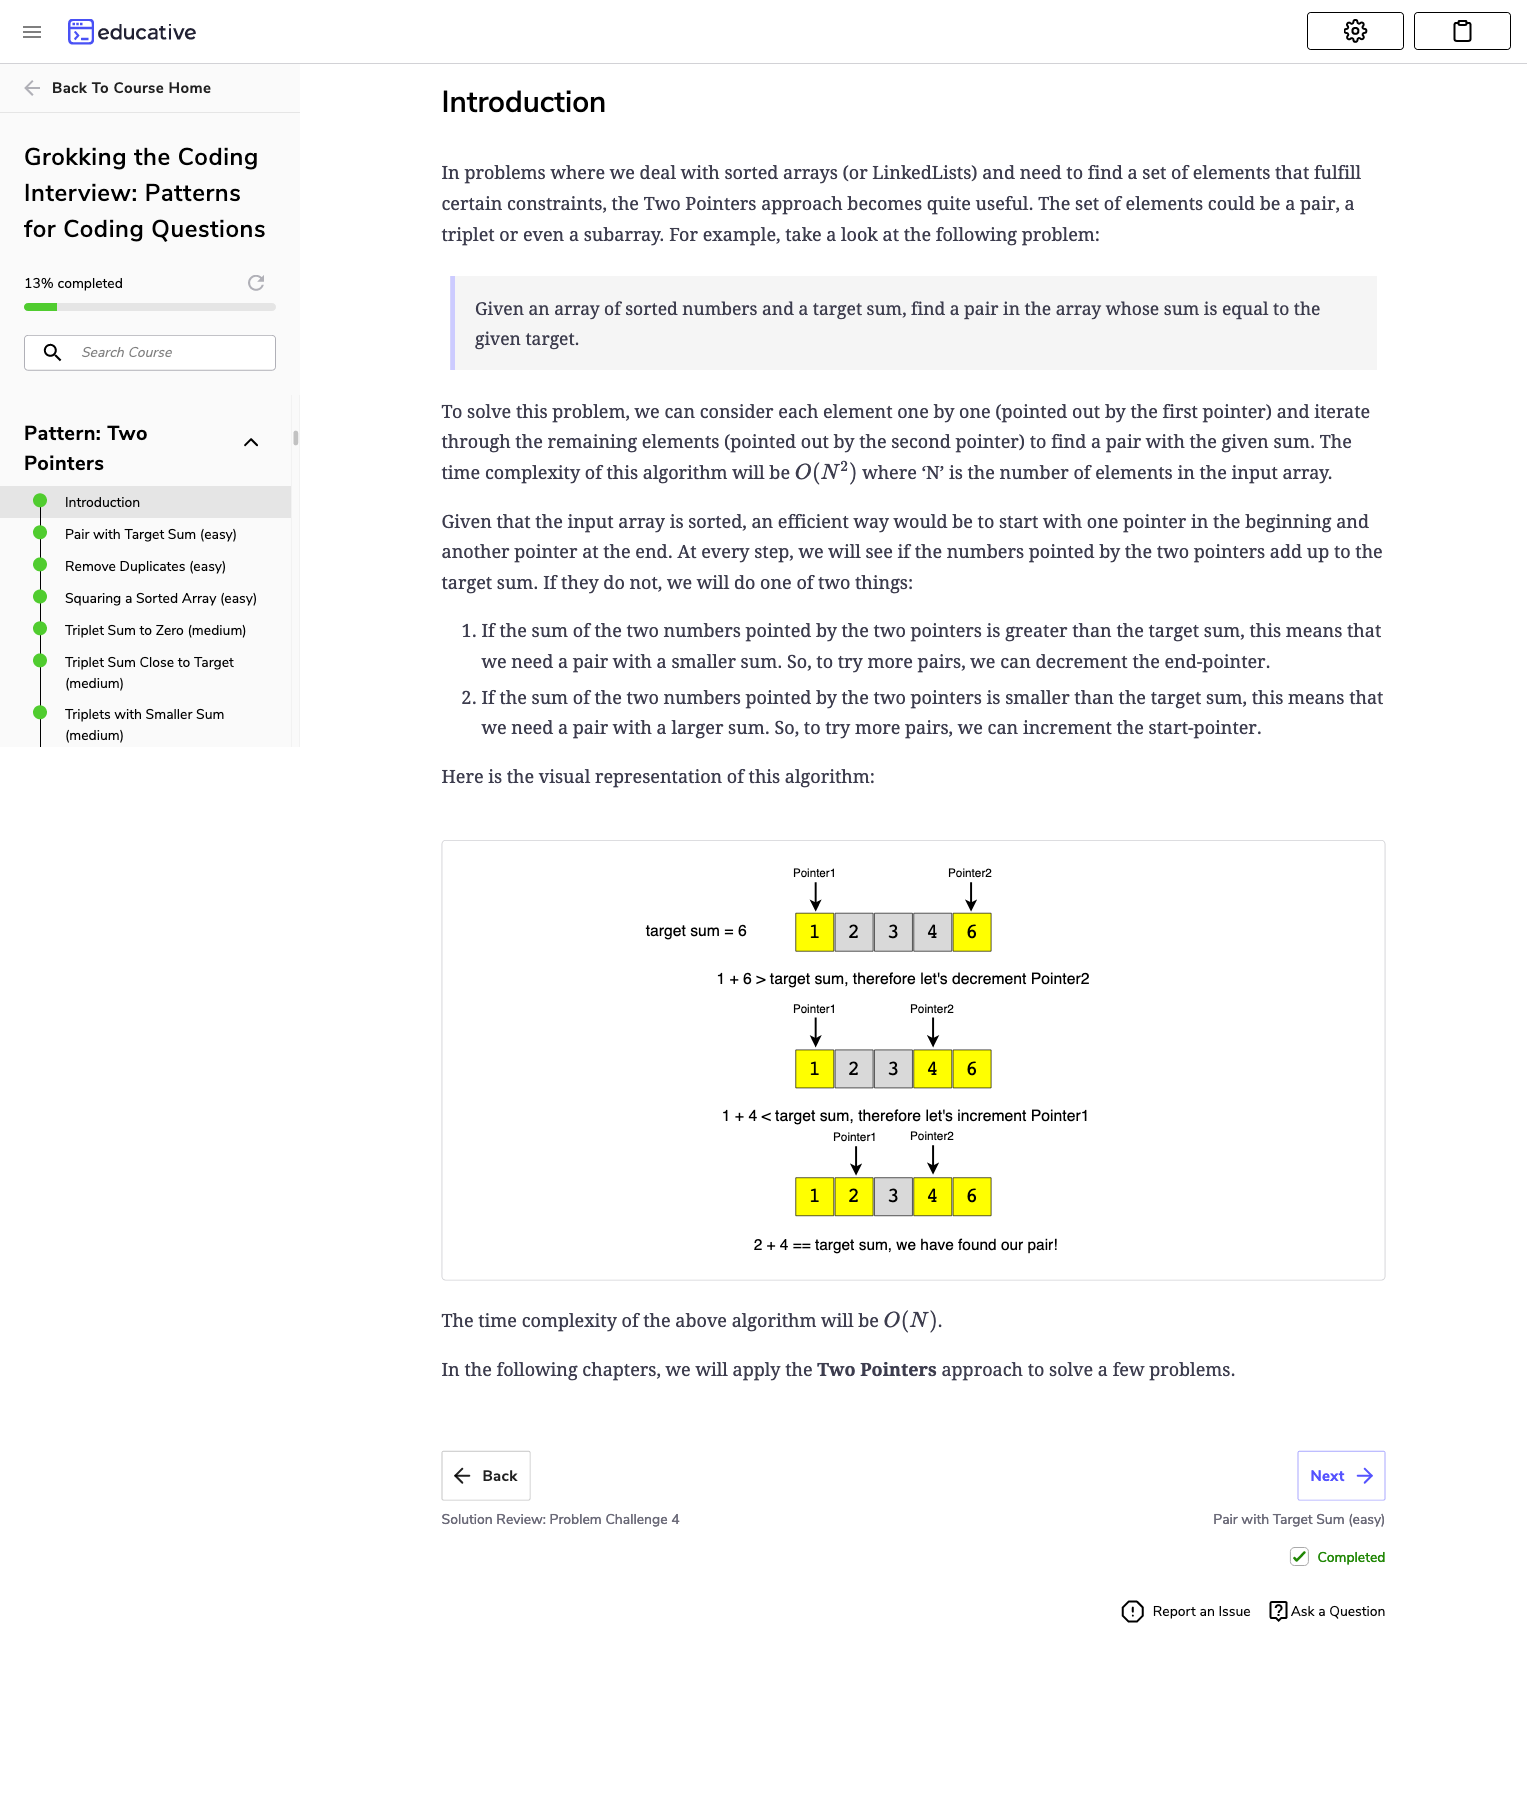 educative
Back To Course Home
Grokking the Coding
Interview: Patterns
for Coding Questions
13% completed
Search Course
Pattern: Two
Pointers
Introduction
Pair with Target Sum (easy)
Remove Duplicates (easy)
Squaring a Sorted Array (easy)
Triplet Sum to Zero (medium)
Triplet Sum Close to Target
(medium)
Triplets with Smaller Sum
(medium)
Introduction
In problems where we deal with sorted arrays (or LinkedLists) and need to find a set of elements that fulfill
certain constraints, the Two Pointers approach becomes quite useful. The set of elements could be a pair, a
triplet or even a subarray. For example, take a look at the following problem:
Given an array of sorted numbers and a target sum, find a pair in the array whose sum is equal to the
given target.
To solve this problem, we can consider each element one by one (pointed out by the first pointer) and iterate
through the remaining elements (pointed out by the second pointer) to find a pair with the given sum. The
time complexity of this algorithm will be O(N²) where ‘N’ is the number of elements in the input array.
Given that the input array is sorted, an efficient way would be to start with one pointer in the beginning and
another pointer at the end. At every step, we will see if the numbers pointed by the two pointers add up to the
target sum. If they do not, we will do one of two things:
1. If the sum of the two numbers pointed by the two pointers is greater than the target sum, this means that
we need a pair with a smaller sum. So, to try more pairs, we can decrement the end-pointer.
2. If the sum of the two numbers pointed by the two pointers is smaller than the target sum, this means that
we need a pair with a larger sum. So, to try more pairs, we can increment the start-pointer.
Here is the visual representation of this algorithm:
Pointer1 Pointer2
target sum = 6 1 2 3 4 6
1 + 6 > target sum, therefore let's decrement Pointer2
Pointer1 Pointer2
1 2 3 4 6
1 + 4 < target sum, therefore let's increment Pointer1
Pointer1 Pointer2
1 2 3 4 6
2 + 4 == target sum, we have found our pair!
The time complexity of the above algorithm will be O(N).
In the following chapters, we will apply the Two Pointers approach to solve a few problems.
Back
Next
Solution Review: Problem Challenge 4
Pair with Target Sum (easy)
Completed
Report an Issue
Ask a Question